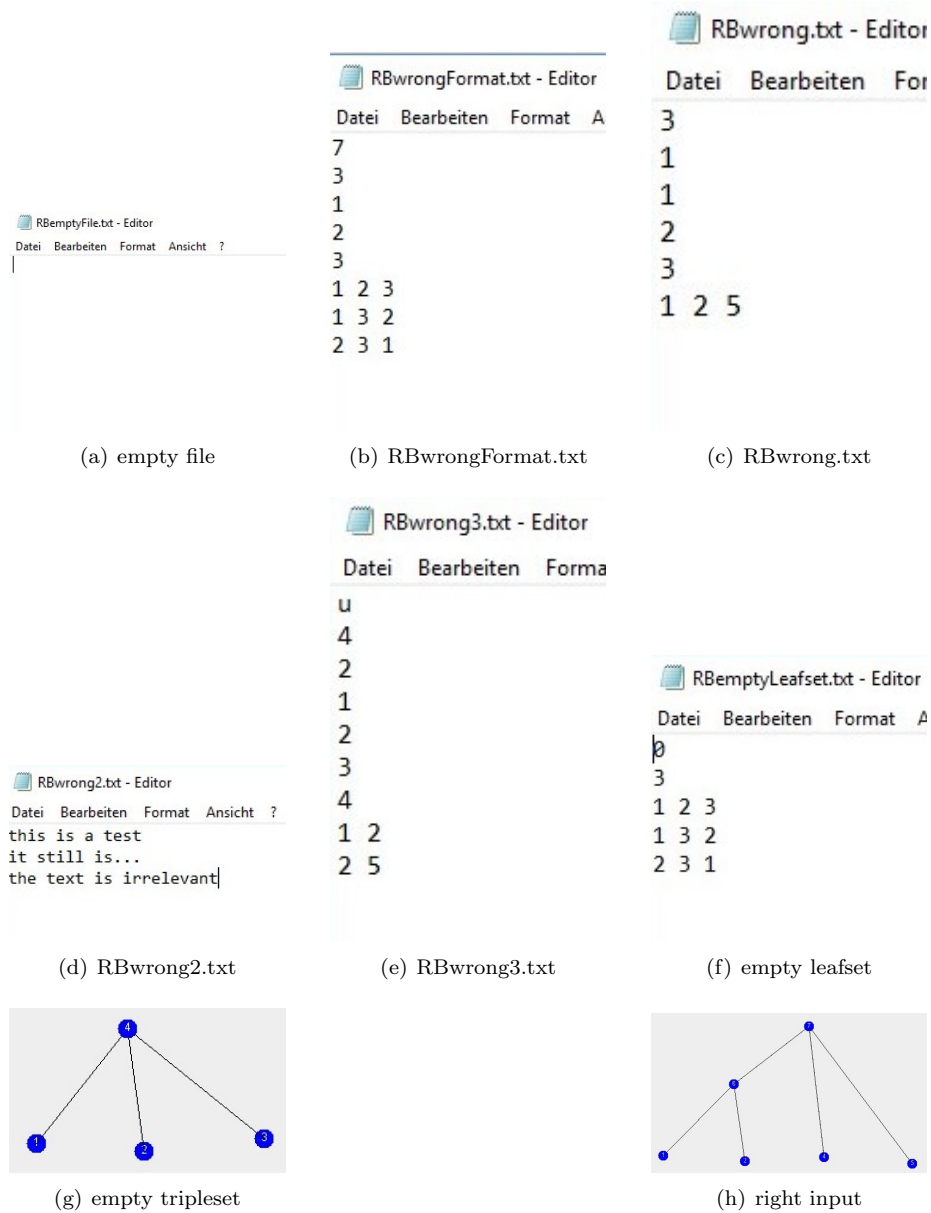 RBemptyFile.txt - Editor
Datei Bearbeiten Format Ansicht ?
(a) empty file
RBwrongFormat.txt - Editor
Datei Bearbeiten Format A
7
3
1
2
3
1 2 3
1 3 2
2 3 1
(b) RBwrongFormat.txt
RBwrong.txt - Editor
Datei Bearbeiten For
3
1
1
2
3
1 2 5
(c) RBwrong.txt
RBwrong2.txt - Editor
Datei Bearbeiten Format Ansicht ?
this is a test
it still is...
the text is irrelevant
(d) RBwrong2.txt
RBwrong3.txt - Editor
Datei Bearbeiten Forma
u
4
2
1
2
3
4
1 2
2 5
(e) RBwrong3.txt
RBemptyLeafset.txt - Editor
Datei Bearbeiten Format A
0
3
1 2 3
1 3 2
2 3 1
(f) empty leafset
4
1 2 3
(g) empty tripleset
7
1 2 4
(h) right input